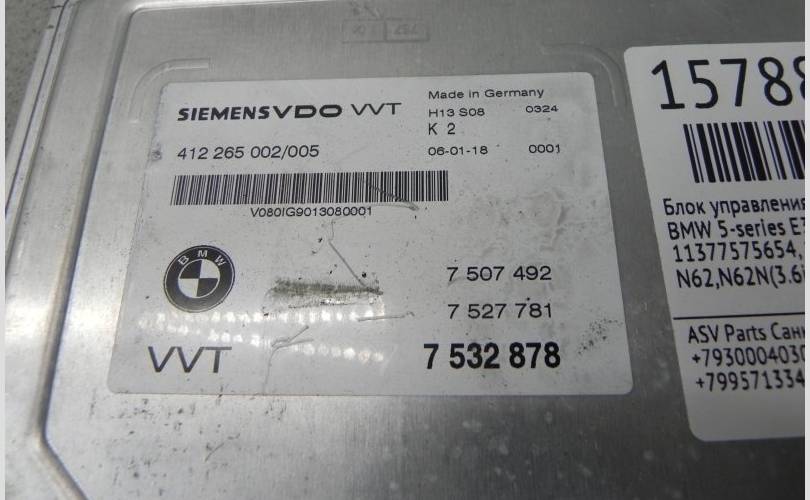 SIEMENSVDO VVT
Made in Germany
H13 S08 0324
K 2
412 265 002/005
06-01-18 0001
V080IG9013080001
BMW
7 507 492
7 527 781
VVT
7 532 878
15788
Блок управления
BMW 5-series
11377575654,
N62,N62N(3.6
ASV Parts
+7930004030
+799571334